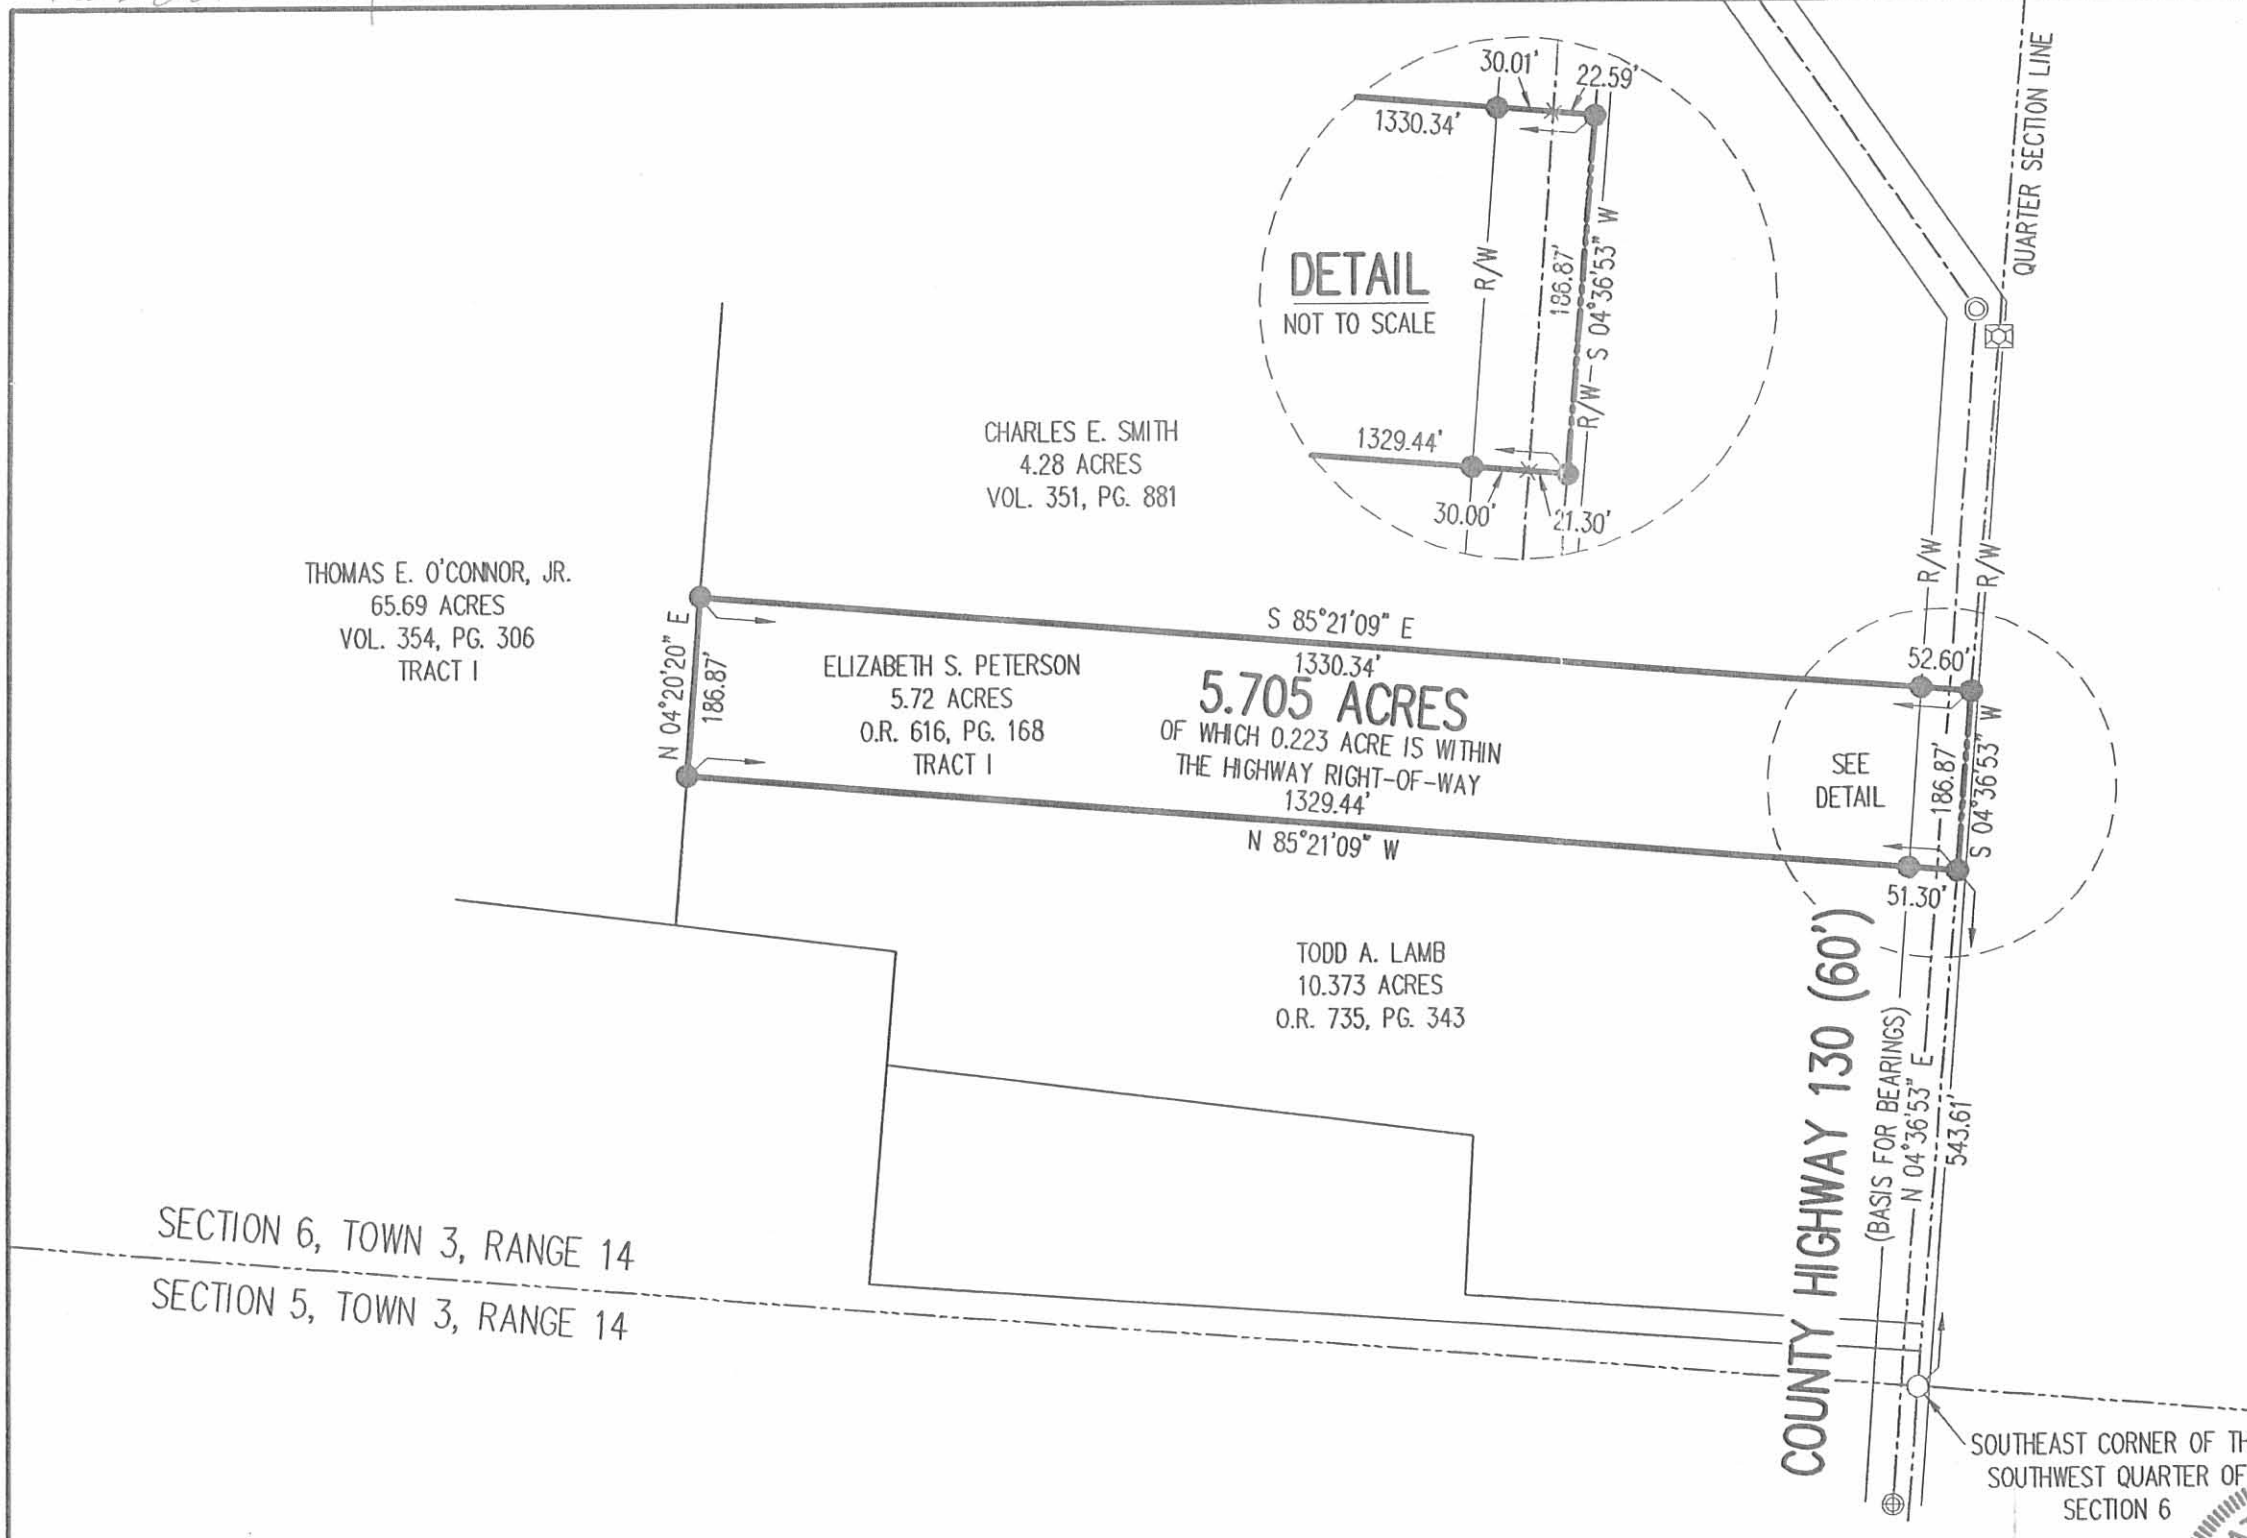 30.01'
22.59'
1330.34'
QUARTER SECTION LINE
DETAIL
NOT TO SCALE
R/W
186.87'
R/W
S 04°36'53" W
1329.44'
30.00'
21.30'
CHARLES E. SMITH
4.28 ACRES
VOL. 351, PG. 881
THOMAS E. O'CONNOR, JR.
65.69 ACRES
VOL. 354, PG. 306
TRACT I
R/W
R/W
N 04°20'20" E
186.87'
S 85°21'09" E
1330.34'
ELIZABETH S. PETERSON
5.72 ACRES
O.R. 616, PG. 168
TRACT I
5.705 ACRES
OF WHICH 0.223 ACRE IS WITHIN
THE HIGHWAY RIGHT-OF-WAY
1329.44'
N 85°21'09" W
52.60'
SEE
DETAIL
186.87'
S 04°36'53" W
51.30'
TODD A. LAMB
10.373 ACRES
O.R. 735, PG. 343
COUNTY HIGHWAY 130 (60')
(BASIS FOR BEARINGS)
N 04°36'53" E
543.61'
SECTION 6, TOWN 3, RANGE 14
SECTION 5, TOWN 3, RANGE 14
SOUTHEAST CORNER OF TH
SOUTHWEST QUARTER OF
SECTION 6